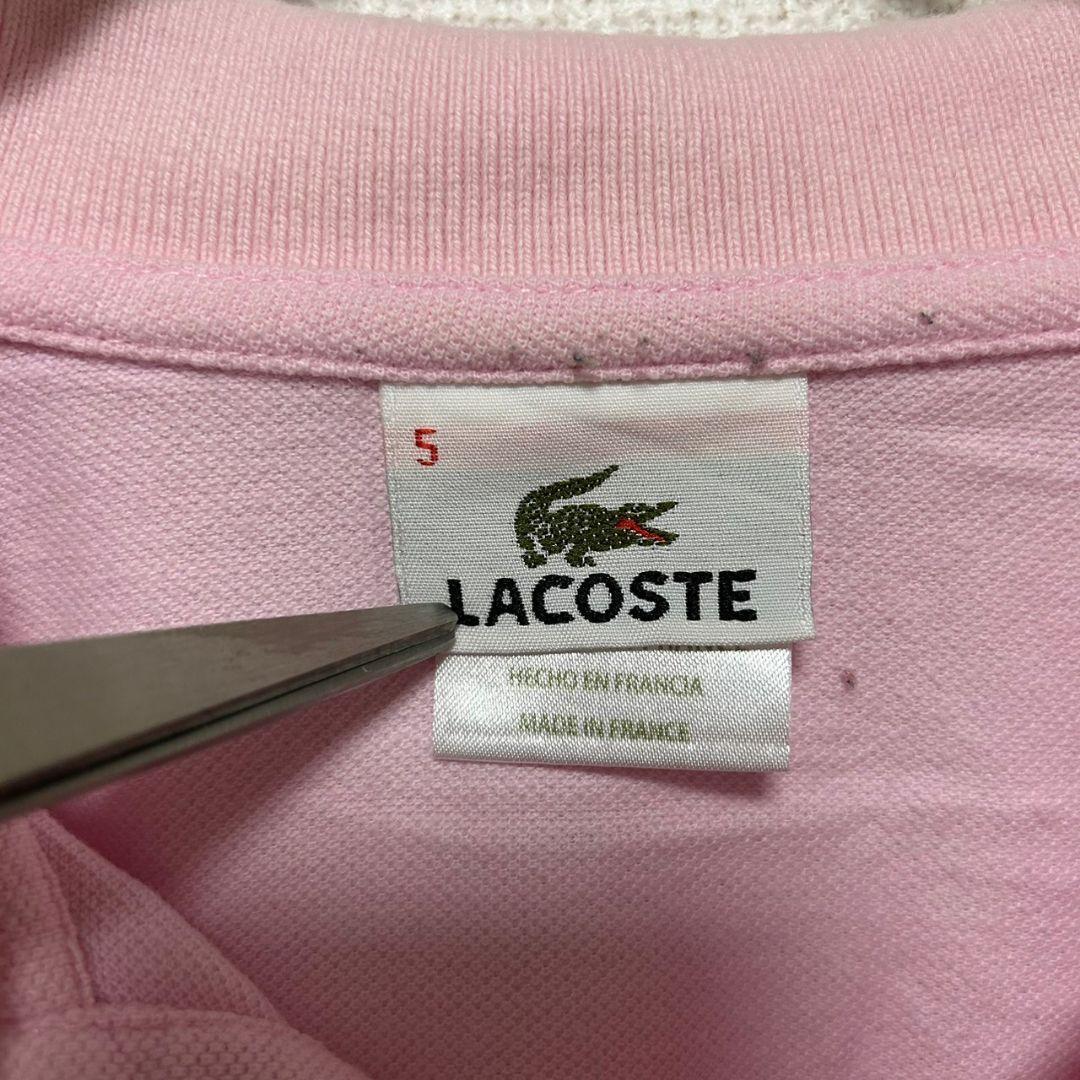 5
LACOSTE
HECHO EN FRANCIA
MADE IN FRANCE